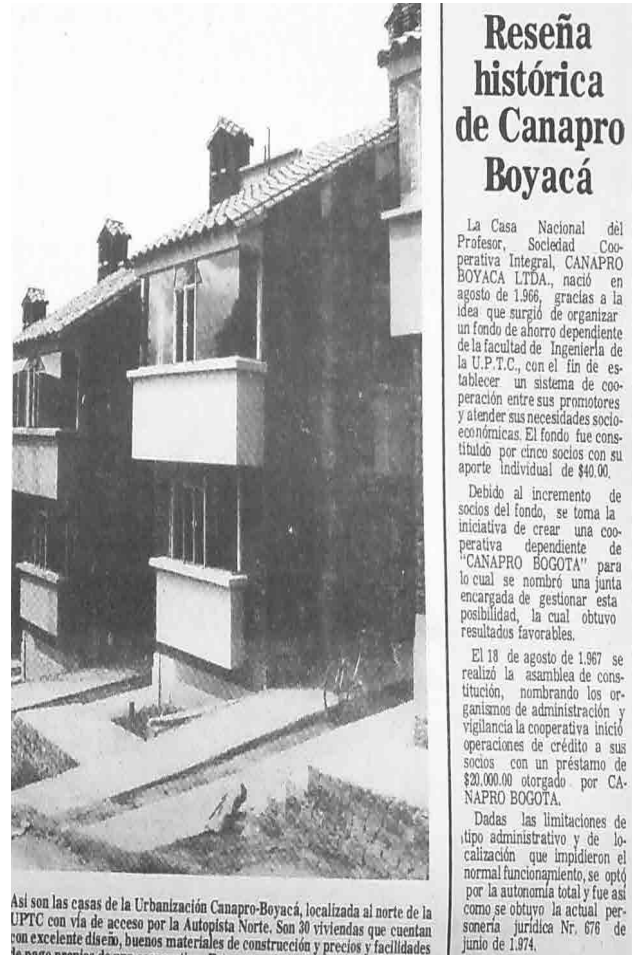 Reseña
histórica
de Canapro
Boyacá
La Casa Nacional del
Profesor, Sociedad Coo-
perativa Integral, CANAPRO
BOYACA LTDA., nació en
agosto de 1.966, gracias a la
idea que surgió de organizar
un fondo de ahorro dependiente
de la facultad de Ingeniería de
la U.P.T.C., con el fin de es-
tablecer un sistema de coo-
peración entre sus promotores
y atender sus necesidades socio-
económicas. El fondo fue cons-
tituído por cinco socios con su
aporte individual de $40.00.
Debido al incremento de
socios del fondo, se toma la
iniciativa de crear una coo-
perativa dependiente de
"CANAPRO BOGOTA" para
lo cual se nombró una junta
encargada de gestionar esta
posibilidad, la cual obtuvo
resultados favorables.
El 18 de agosto de 1.967 se
realizó la asamblea de cons-
titución, nombrando los or-
ganismos de administración y
vigilancia la cooperativa inició
operaciones de crédito a sus
socios con un préstamo de
$20.000.00 otorgado por CA-
NAPRO BOGOTA.
Dadas las limitaciones de
tipo administrativo y de lo-
calización que impidieron el
normal funcionamiento, se optó
por la autonomía total y fue así
como se obtuvo la actual per-
sonería jurídica Nr. 676 de
junio de 1.974.
Así son las casas de la Urbanización Canapro-Boyacá, localizada al norte de la
UPTC con vía de acceso por la Autopista Norte. Son 30 viviendas que cuentan
con excelente diseño, buenos materiales de construcción y precios y facilidades